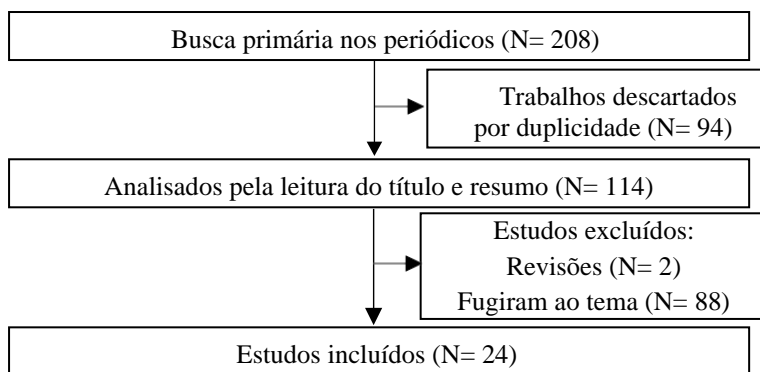 Busca primária nos periódicos (N= 208)
Trabalhos descartados
por duplicidade (N= 94)
Analisados pela leitura do título e resumo (N= 114)
Estudos excluídos:
Revisões (N= 2)
Fugiram ao tema (N= 88)
Estudos incluídos (N= 24)